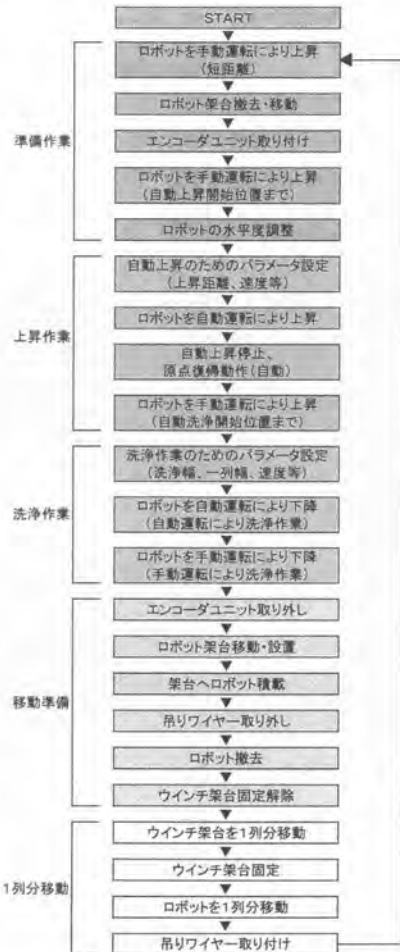 START
準備作業
ロボットを手動運転により上昇
(短距離)
ロボット架台撤去・移動
エンコーダユニット取り付け
ロボットを手動運転により上昇
(自動上昇開始位置まで)
ロボットの水平度調整
上昇作業
自動上昇のためのパラメータ設定
(上昇距離、速度等)
ロボットを自動運転により上昇
自動上昇停止、
原点復帰動作(自動)
ロボットを手動運転により上昇
(自動洗浄開始位置まで)
洗浄作業
洗浄作業のためのパラメータ設定
(洗浄幅、一列幅、速度等)
ロボットを自動運転により下降
(自動運転により洗浄作業)
ロボットを手動運転により下降
(手動運転により洗浄作業)
移動準備
エンコーダユニット取り外し
ロボット架台移動・設置
架台へロボット積載
吊りワイヤー取り外し
ロボット撤去
ウインチ架台固定解除
1列分移動
ウインチ架台を1列分移動
ウインチ架台固定
ロボットを1列分移動
吊りワイヤー取り付け